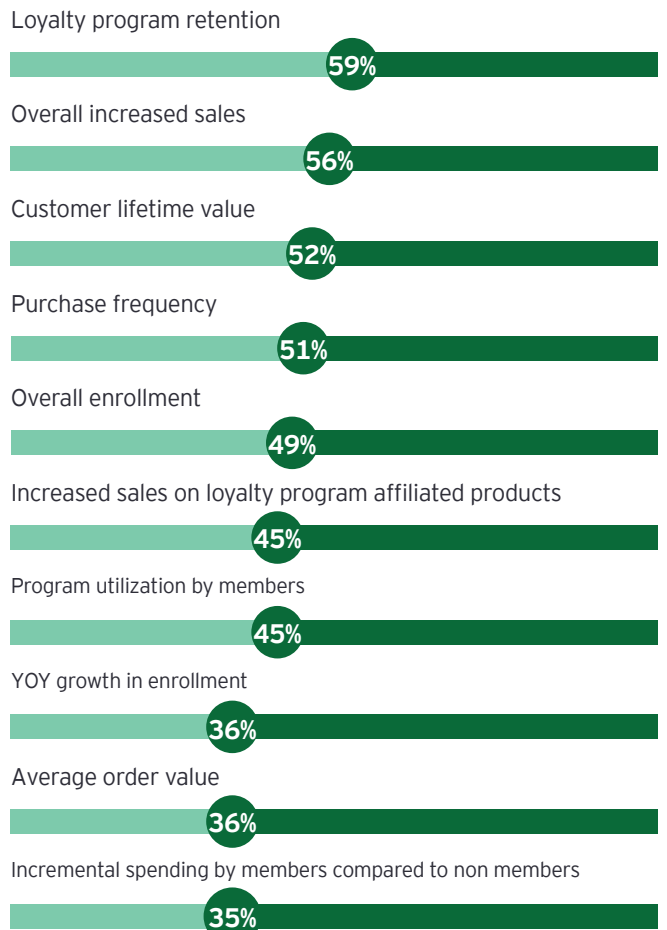 Loyalty program retention
59%
Overall increased sales
56%
Customer lifetime value
52%
Purchase frequency
51%
Overall enrollment
49%
Increased sales on loyalty program affiliated products
45%
Program utilization by members
45%
YOY growth in enrollment
36%
Average order value
36%
Incremental spending by members compared to non members
35%